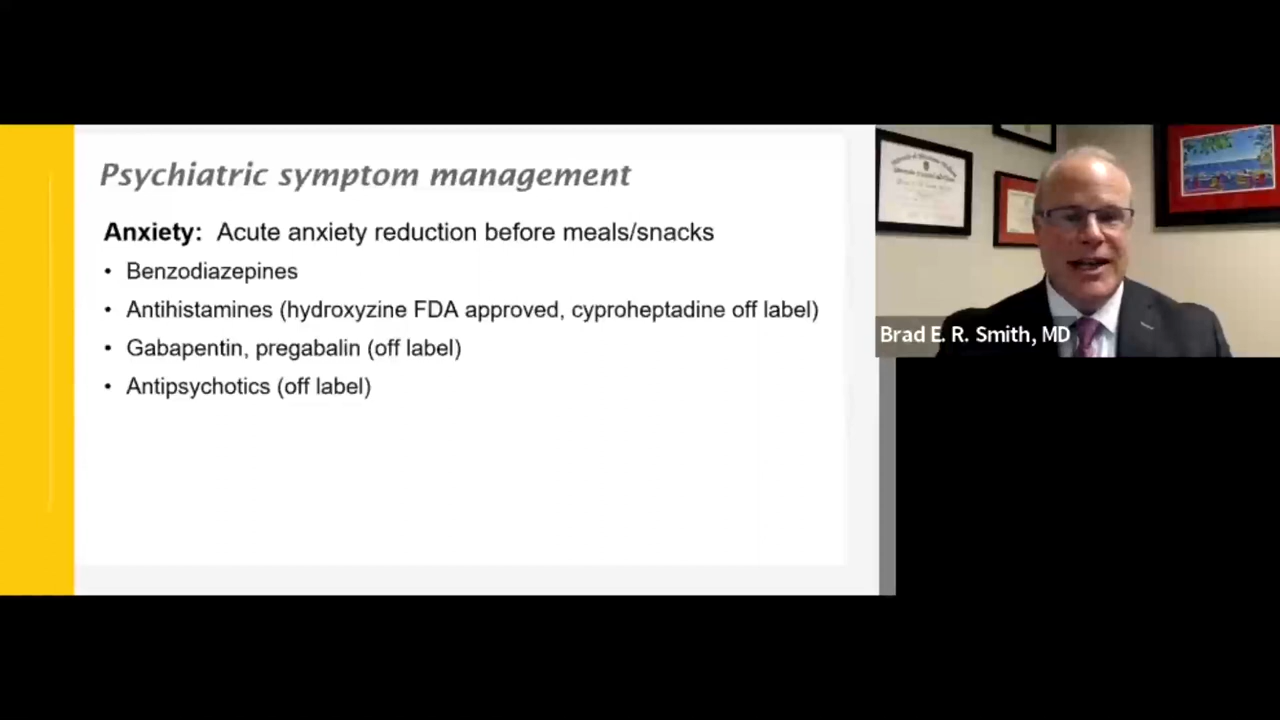 Psychiatric symptom management
Anxiety: Acute anxiety reduction before meals/snacks
• Benzodiazepines
• Antihistamines (hydroxyzine FDA approved, cyproheptadine off label)
• Gabapentin, pregabalin (off label)
• Antipsychotics (off label)
Brad E. R. Smith, MD